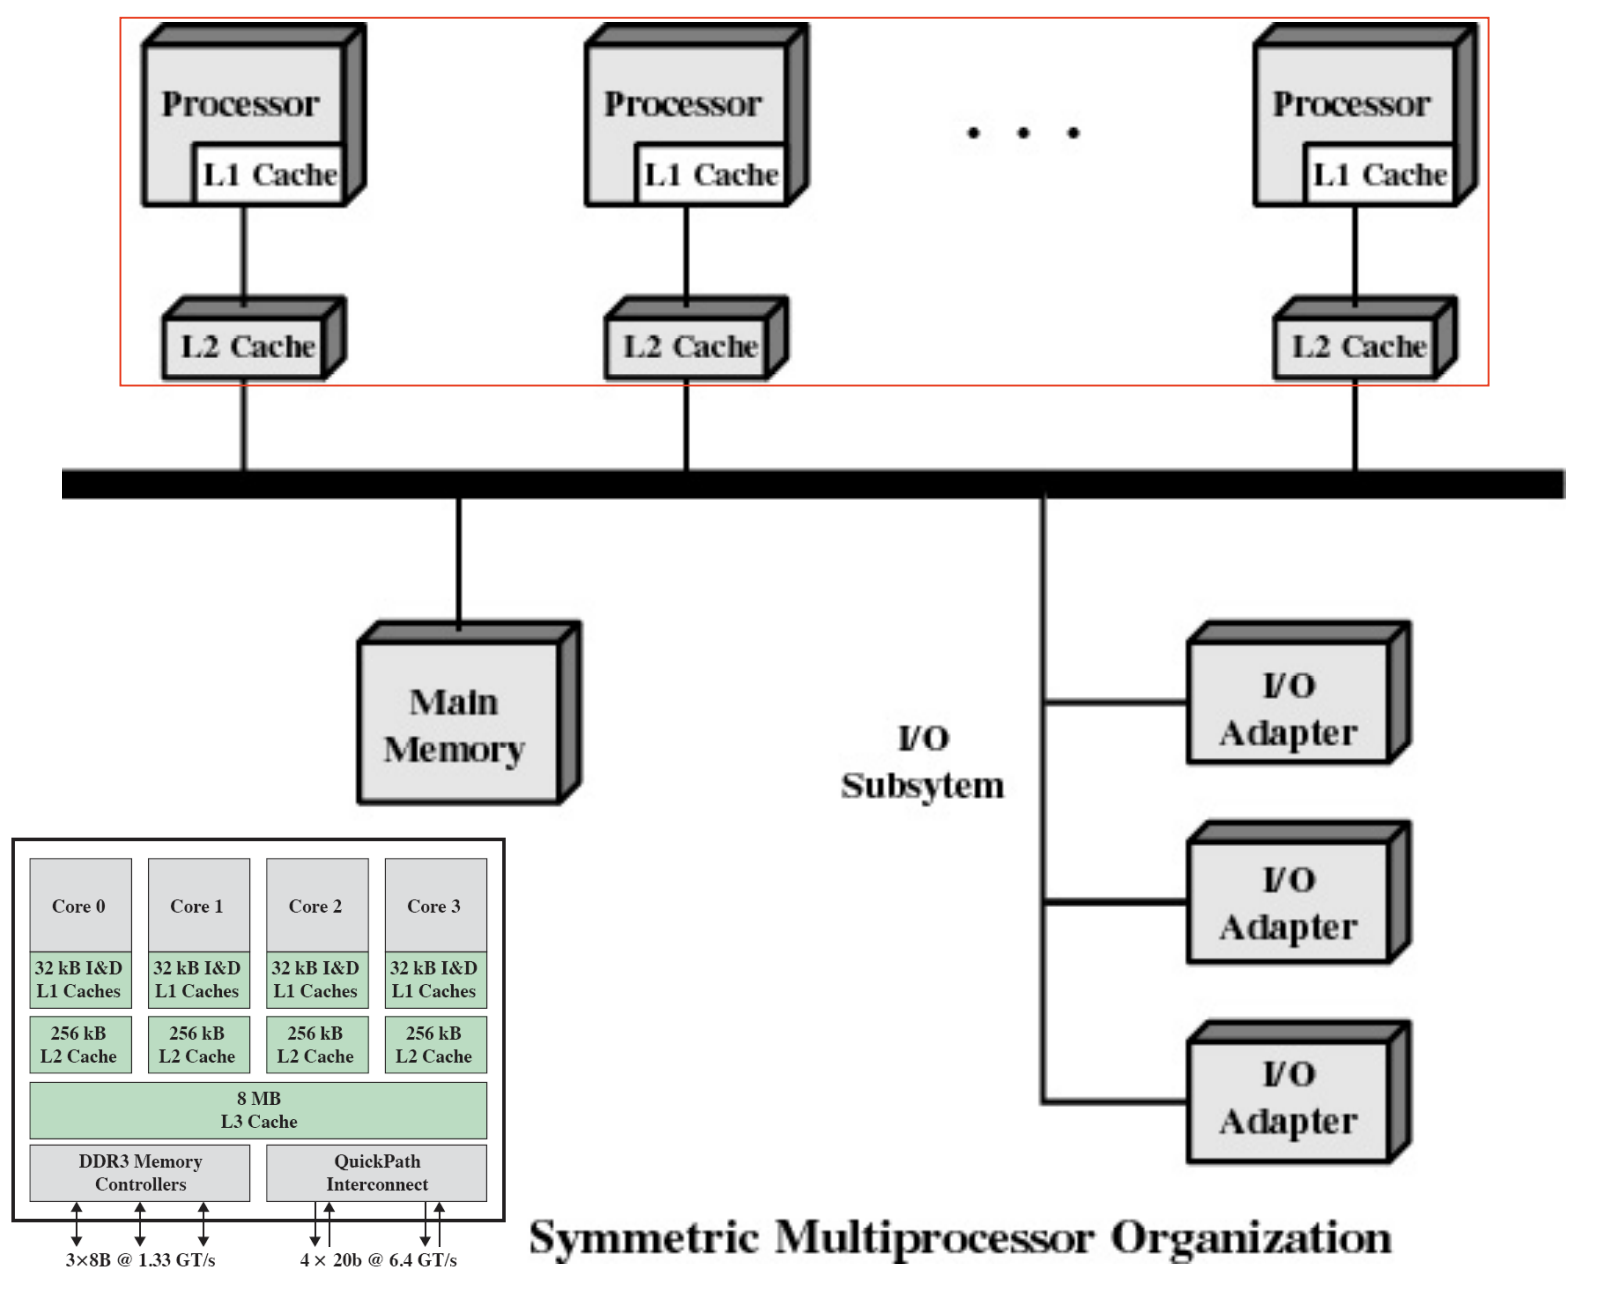 Processor
L1 Cache
Processor
L1 Cache
. . .
Processor
L1 Cache
L2 Cache
L2 Cache
L2 Cache
Main
Memory
I/O
Subsytem
I/O
Adapter
I/O
Adapter
I/O
Adapter
Core 0
Core 1
Core 2
Core 3
32 kB I&D
L1 Caches
32 kB I&D
L1 Caches
32 kB I&D
L1 Caches
32 kB I&D
L1 Caches
256 kB
L2 Cache
256 kB
L2 Cache
256 kB
L2 Cache
256 kB
L2 Cache
8 MB
L3 Cache
DDR3 Memory
Controllers
QuickPath
Interconnect
3×8B @ 1.33 GT/s
4 × 20b @ 6.4 GT/s
Symmetric Multiprocessor Organization